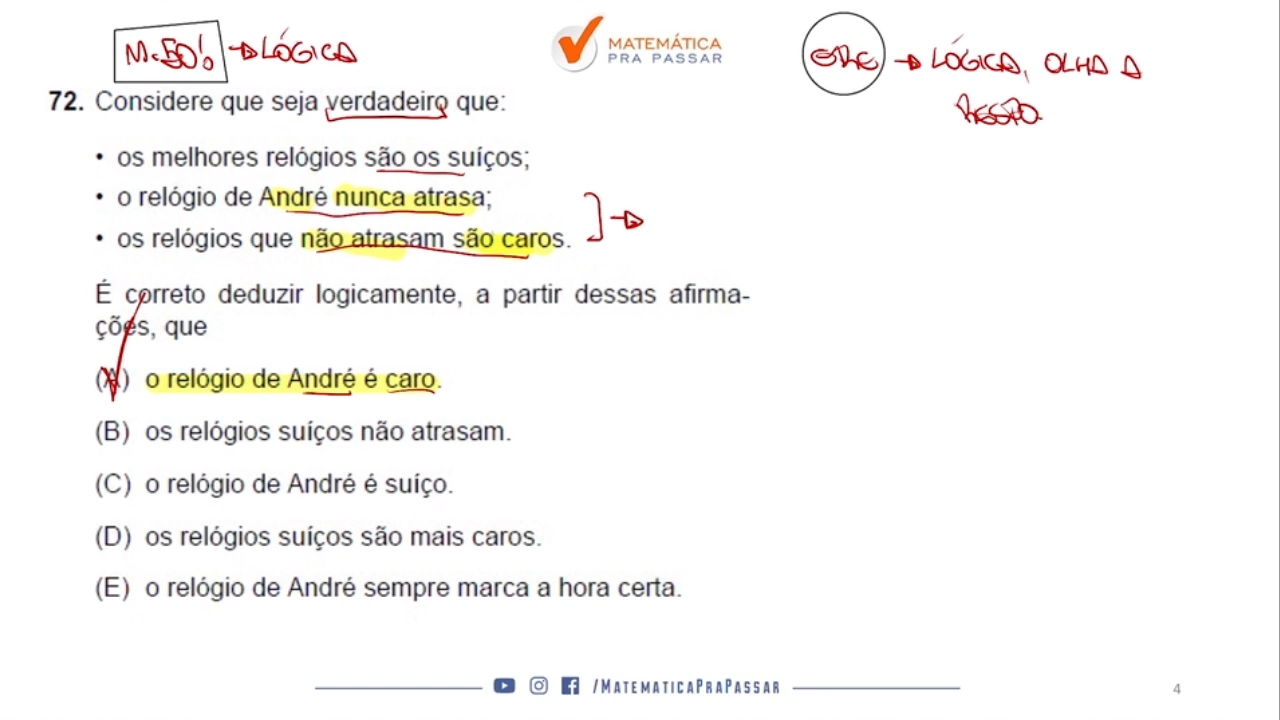 → LÓGICA
MATEMÁTICA
PRA PASSAR
→ LÓGICA, OLHA A
72. Considere que seja verdadeiro que:
• os melhores relógios são os suíços;
• o relógio de André nunca atrasa;
• os relógios que não atrasam são caros.
É correto deduzir logicamente, a partir dessas afirma-
ções, que
(A) o relógio de André é caro.
(B) os relógios suíços não atrasam.
(C) o relógio de André é suíço.
(D) os relógios suíços são mais caros.
(E) o relógio de André sempre marca a hora certa.
/MATEMATICAPRAPASSAR
4